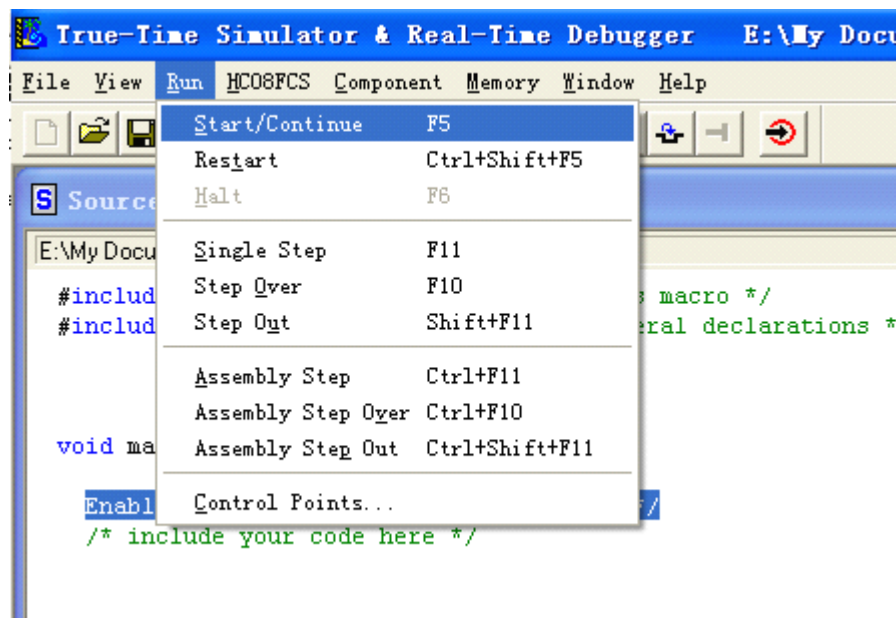 True-Time Simulator & Real-Time Debugger E:\My Docu
File View Run HC08FCS Component Memory Window Help
Start/Continue F5
Restart Ctrl+Shift+F5
Halt F6
Single Step F11
Step Over F10
Step Out Shift+F11
Assembly Step Ctrl+F11
Assembly Step Over Ctrl+F10
Assembly Step Out Ctrl+Shift+F11
Control Points...
S Source
E:\My Docu
#includ s macro */
#includ eral declarations *
void ma
Enabl */
/* include your code here */